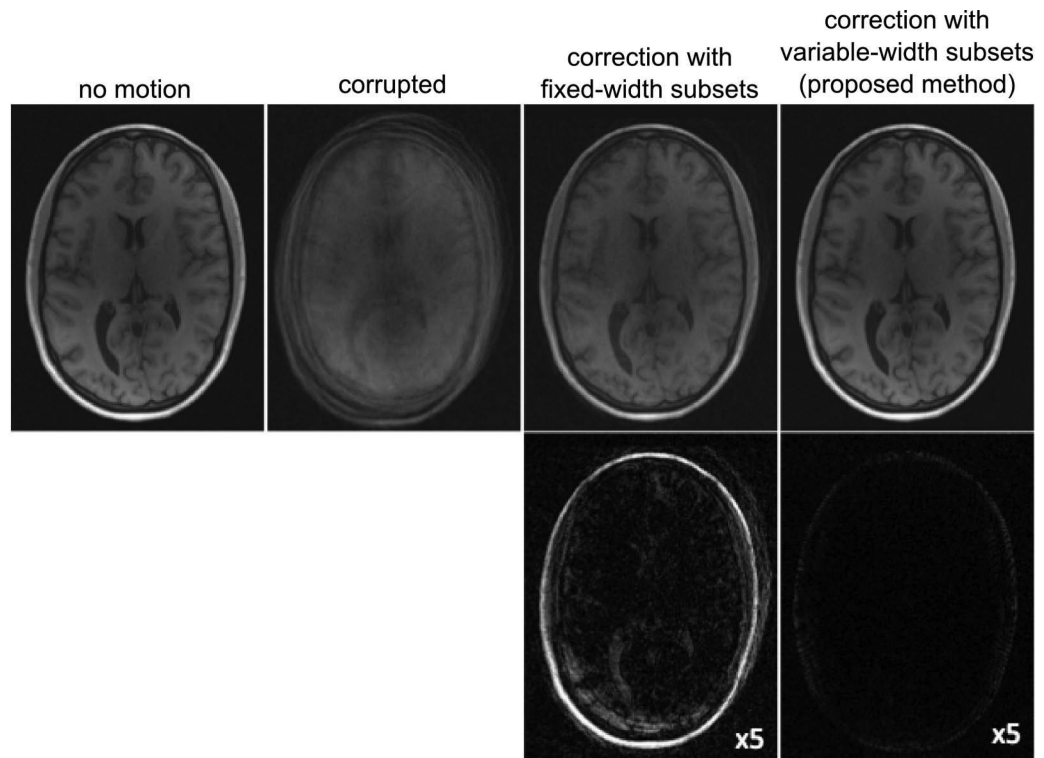 no motion
corrupted
correction with
fixed-width subsets
correction with
variable-width subsets
(proposed method)
x5
x5